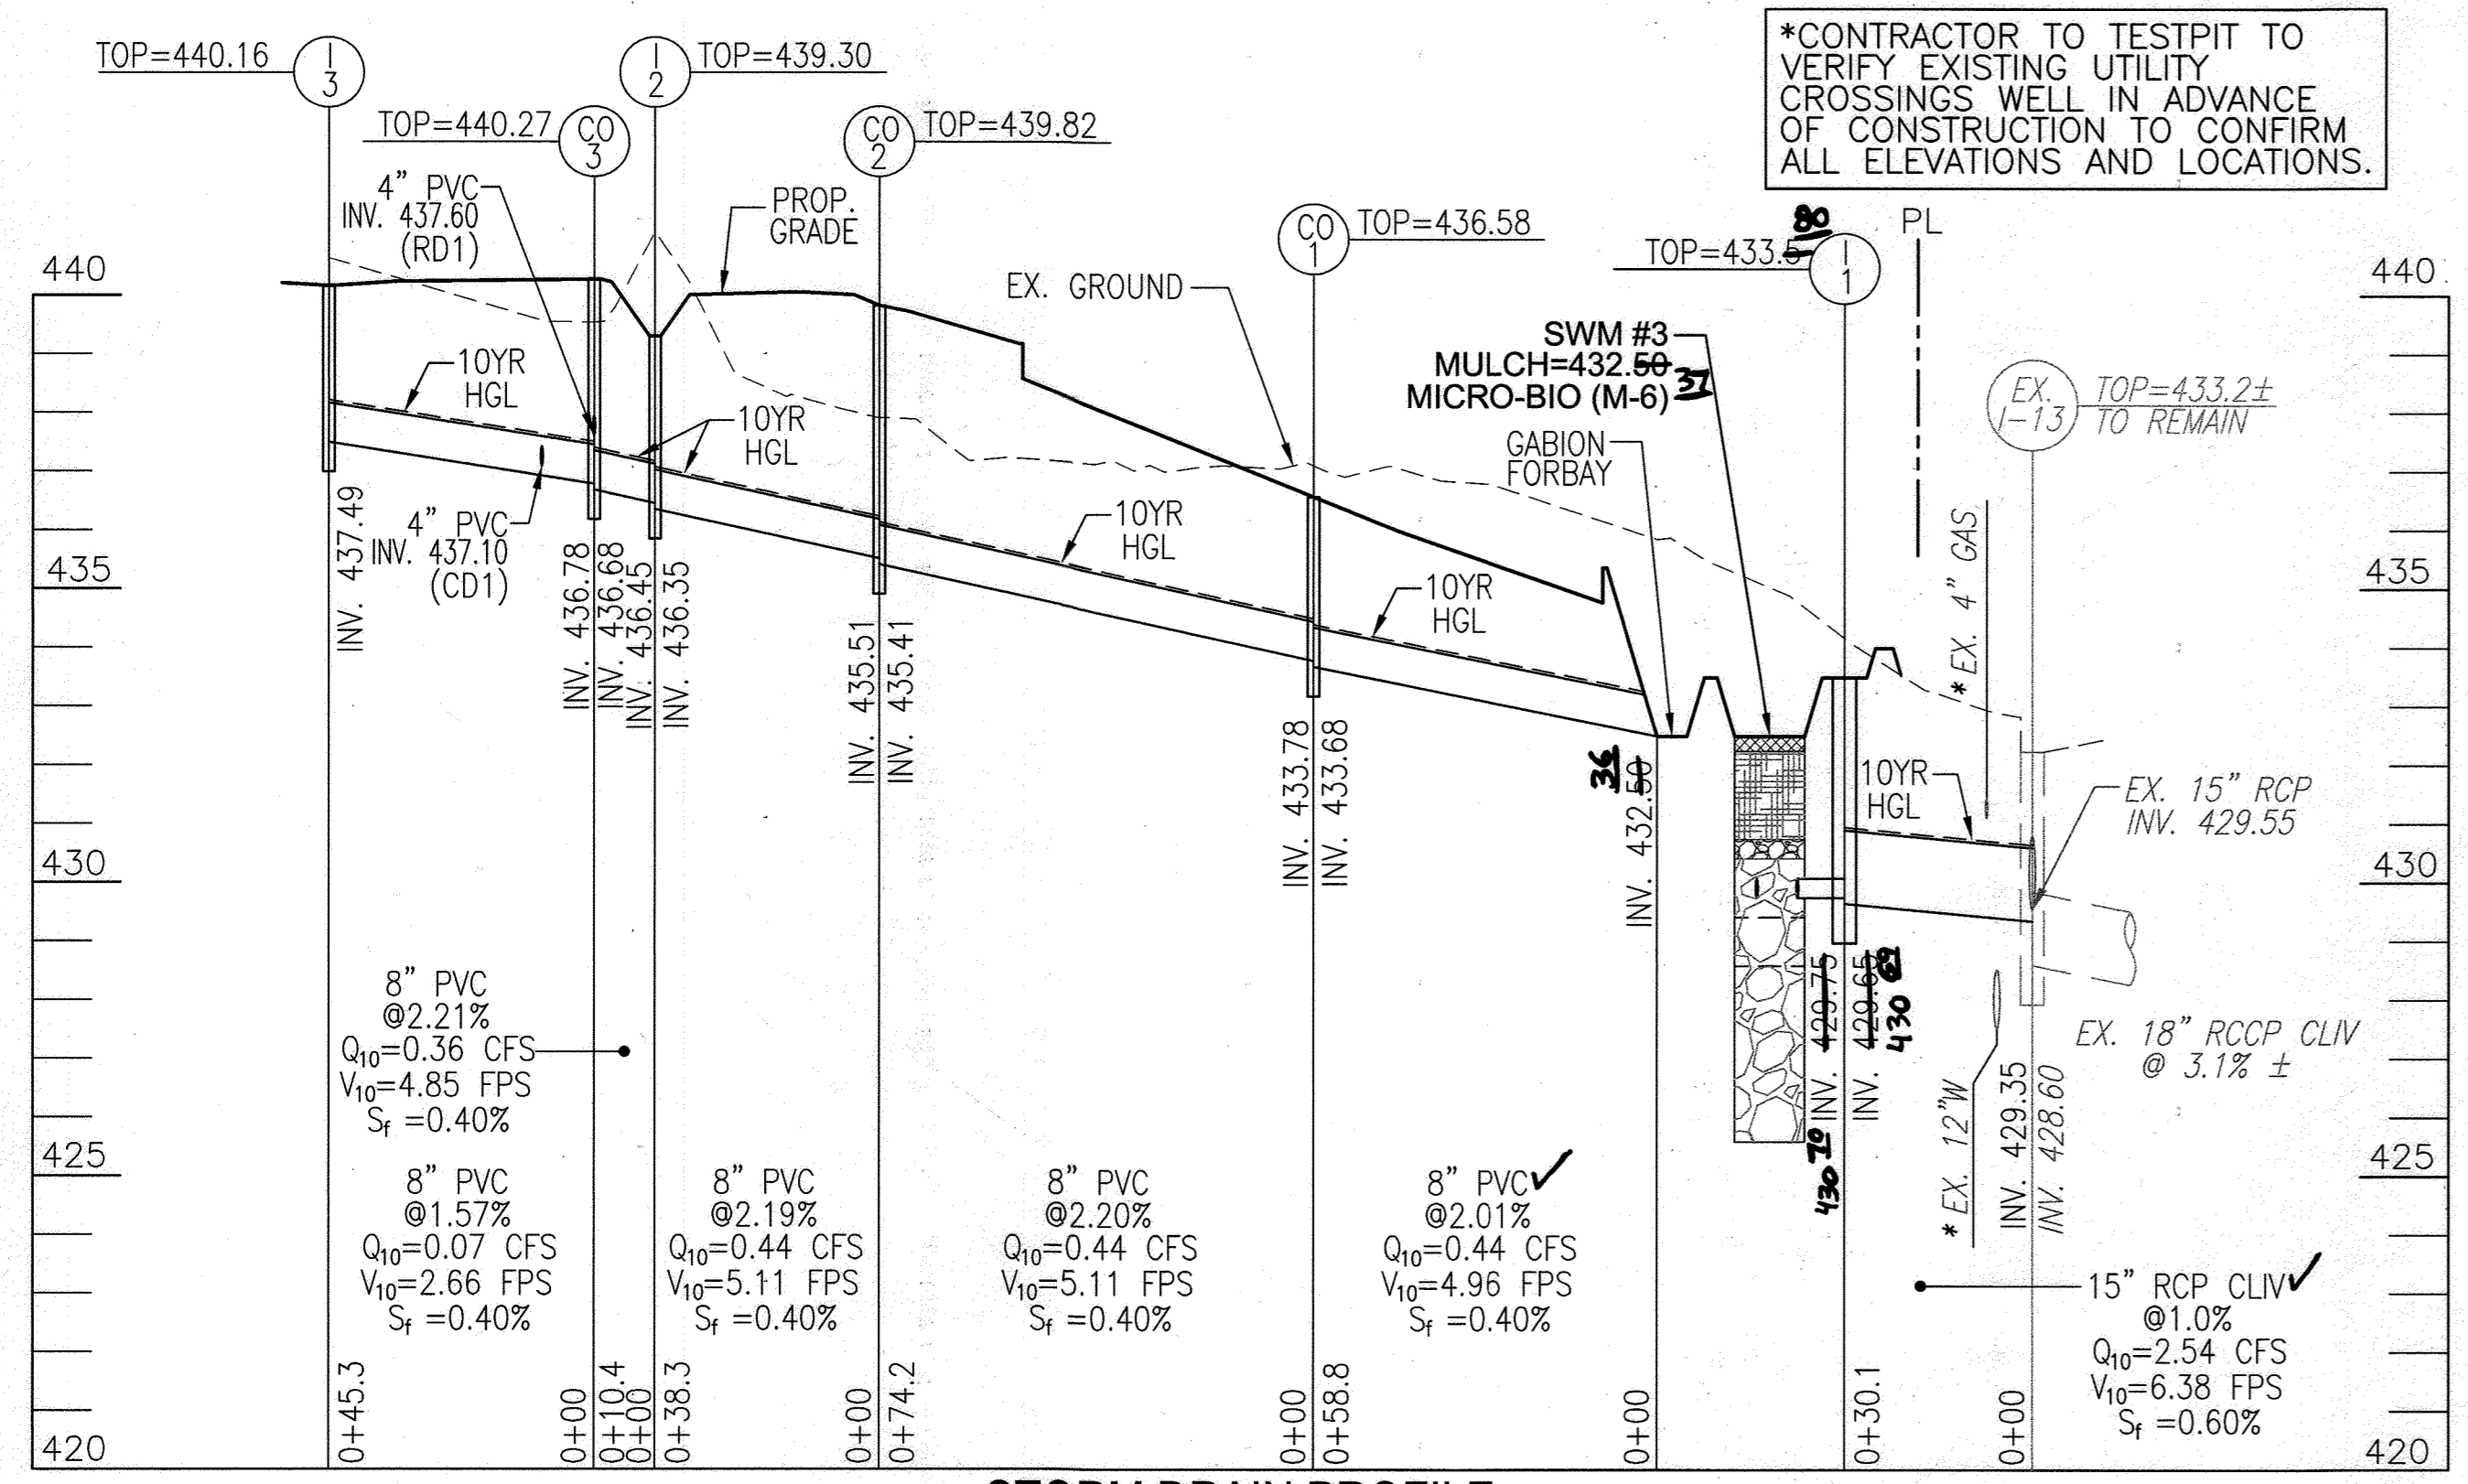 *CONTRACTOR TO TESTPIT TO
VERIFY EXISTING UTILITY
CROSSINGS WELL IN ADVANCE
OF CONSTRUCTION TO CONFIRM
ALL ELEVATIONS AND LOCATIONS.
TOP=440.16
I
3
I
2
TOP=439.30
TOP=440.27
CO
3
CO
2
TOP=439.82
4" PVC
INV. 437.60
(RD1)
PROP.
GRADE
EX. GROUND
CO
1
TOP=436.58
80
TOP=433.5
I
1
PL
SWM #3
MULCH=432.50
37
MICRO-BIO (M-6)
GABION
FORBAY
EX.
I-13
TOP=433.2±
TO REMAIN
440
440
435
435
430
430
425
425
420
420
10YR
HGL
10YR
HGL
10YR
HGL
10YR
HGL
10YR
HGL
4" PVC
INV. 437.10
(CD1)
INV. 437.49
INV. 436.78
INV. 436.68
INV. 436.45
INV. 436.35
INV. 435.51
INV. 435.41
INV. 433.78
INV. 433.68
36
INV. 432.50
INV. 429.75
430 70
INV. 429.65
430 69
* EX. 4" GAS
* EX. 12"W
EX. 15" RCP
INV. 429.55
EX. 18" RCCP CLIV
@ 3.1% ±
INV. 429.35
INV. 428.60
8" PVC
@2.21%
Q10=0.36 CFS
V10=4.85 FPS
Sf =0.40%
8" PVC
@1.57%
Q10=0.07 CFS
V10=2.66 FPS
Sf =0.40%
8" PVC
@2.19%
Q10=0.44 CFS
V10=5.11 FPS
Sf =0.40%
8" PVC
@2.20%
Q10=0.44 CFS
V10=5.11 FPS
Sf =0.40%
8" PVC ✓
@2.01%
Q10=0.44 CFS
V10=4.96 FPS
Sf =0.40%
15" RCP CLIV ✓
@1.0%
Q10=2.54 CFS
V10=6.38 FPS
Sf =0.60%
0+45.3
0+00
0+10.4
0+00
0+38.3
0+00
0+74.2
0+00
0+58.8
0+00
0+30.1
0+00
STORM DRAIN PROFILE